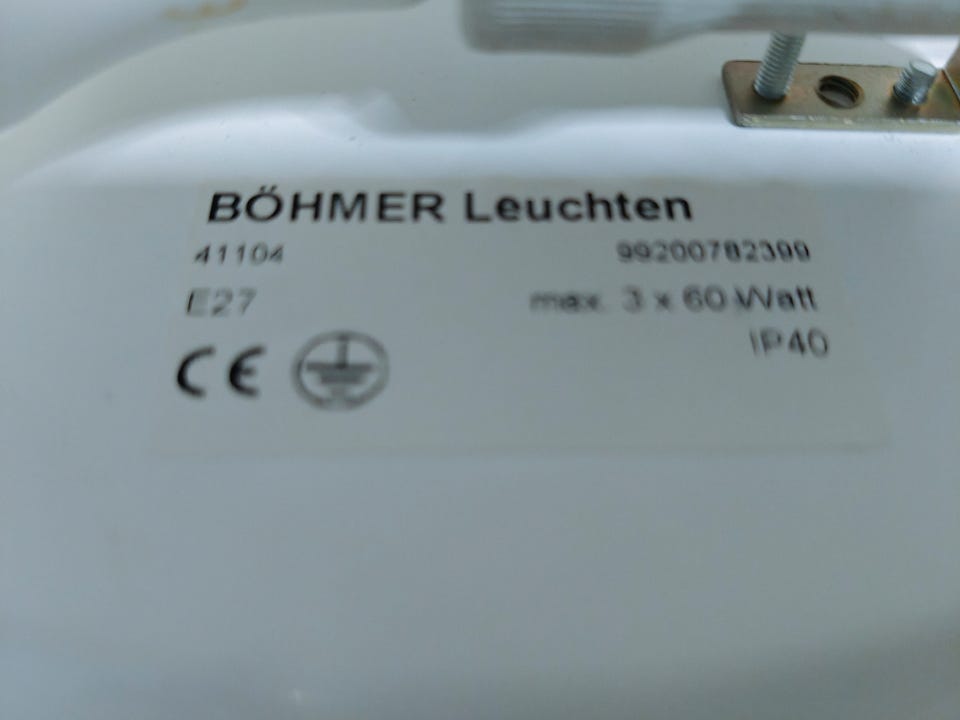 BÖHMER Leuchten
41104 99200782399
E27 max. 3 x 60 Watt
IP40
CE